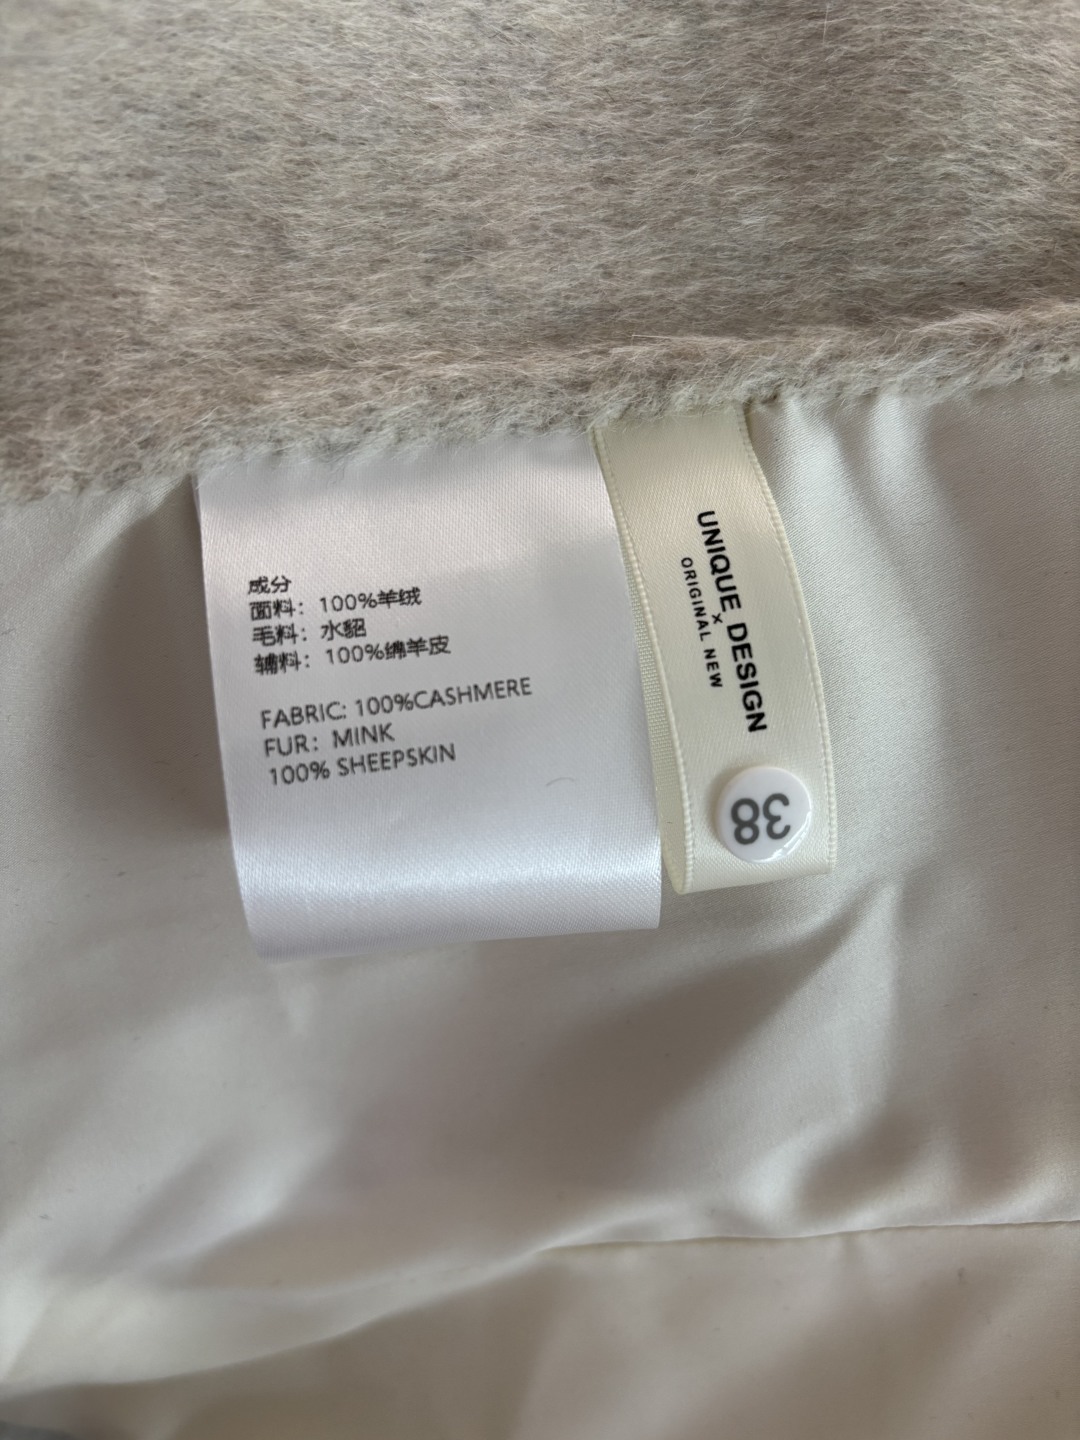 成分
面料：100%羊绒
毛料：水貂
辅料：100%绵羊皮
FABRIC: 100%CASHMERE
FUR: MINK
100% SHEEPSKIN
UNIQUE DESIGN
×
ORIGINAL NEW
38